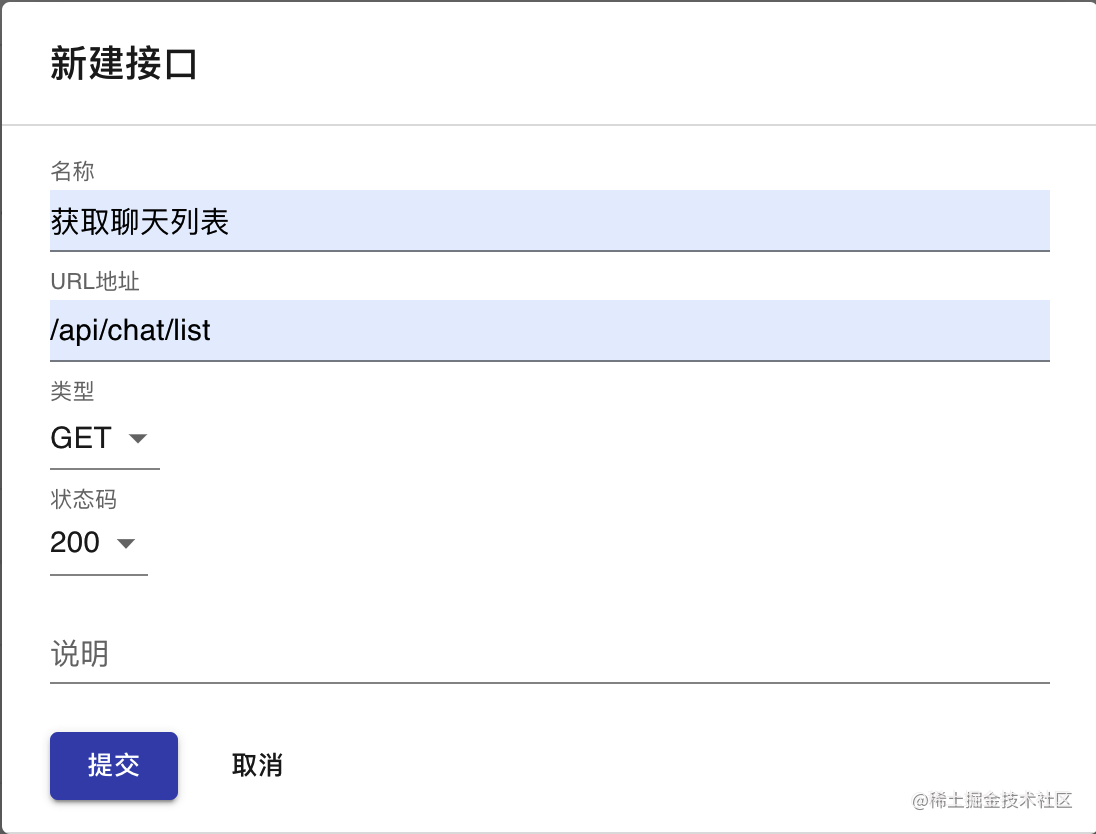 新建接口
名称
获取聊天列表
URL地址
/api/chat/list
类型
GET
状态码
200
说明
提交 取消
@稀土掘金技术社区